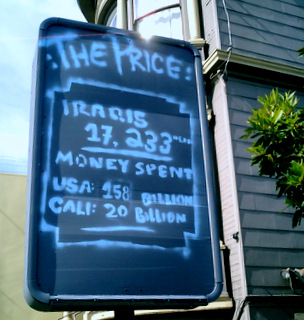 :THE PRICE:
IRAQIS
17,233
MONEY SPENT
USA: 158 BILLION
CALI: 20 BILLION